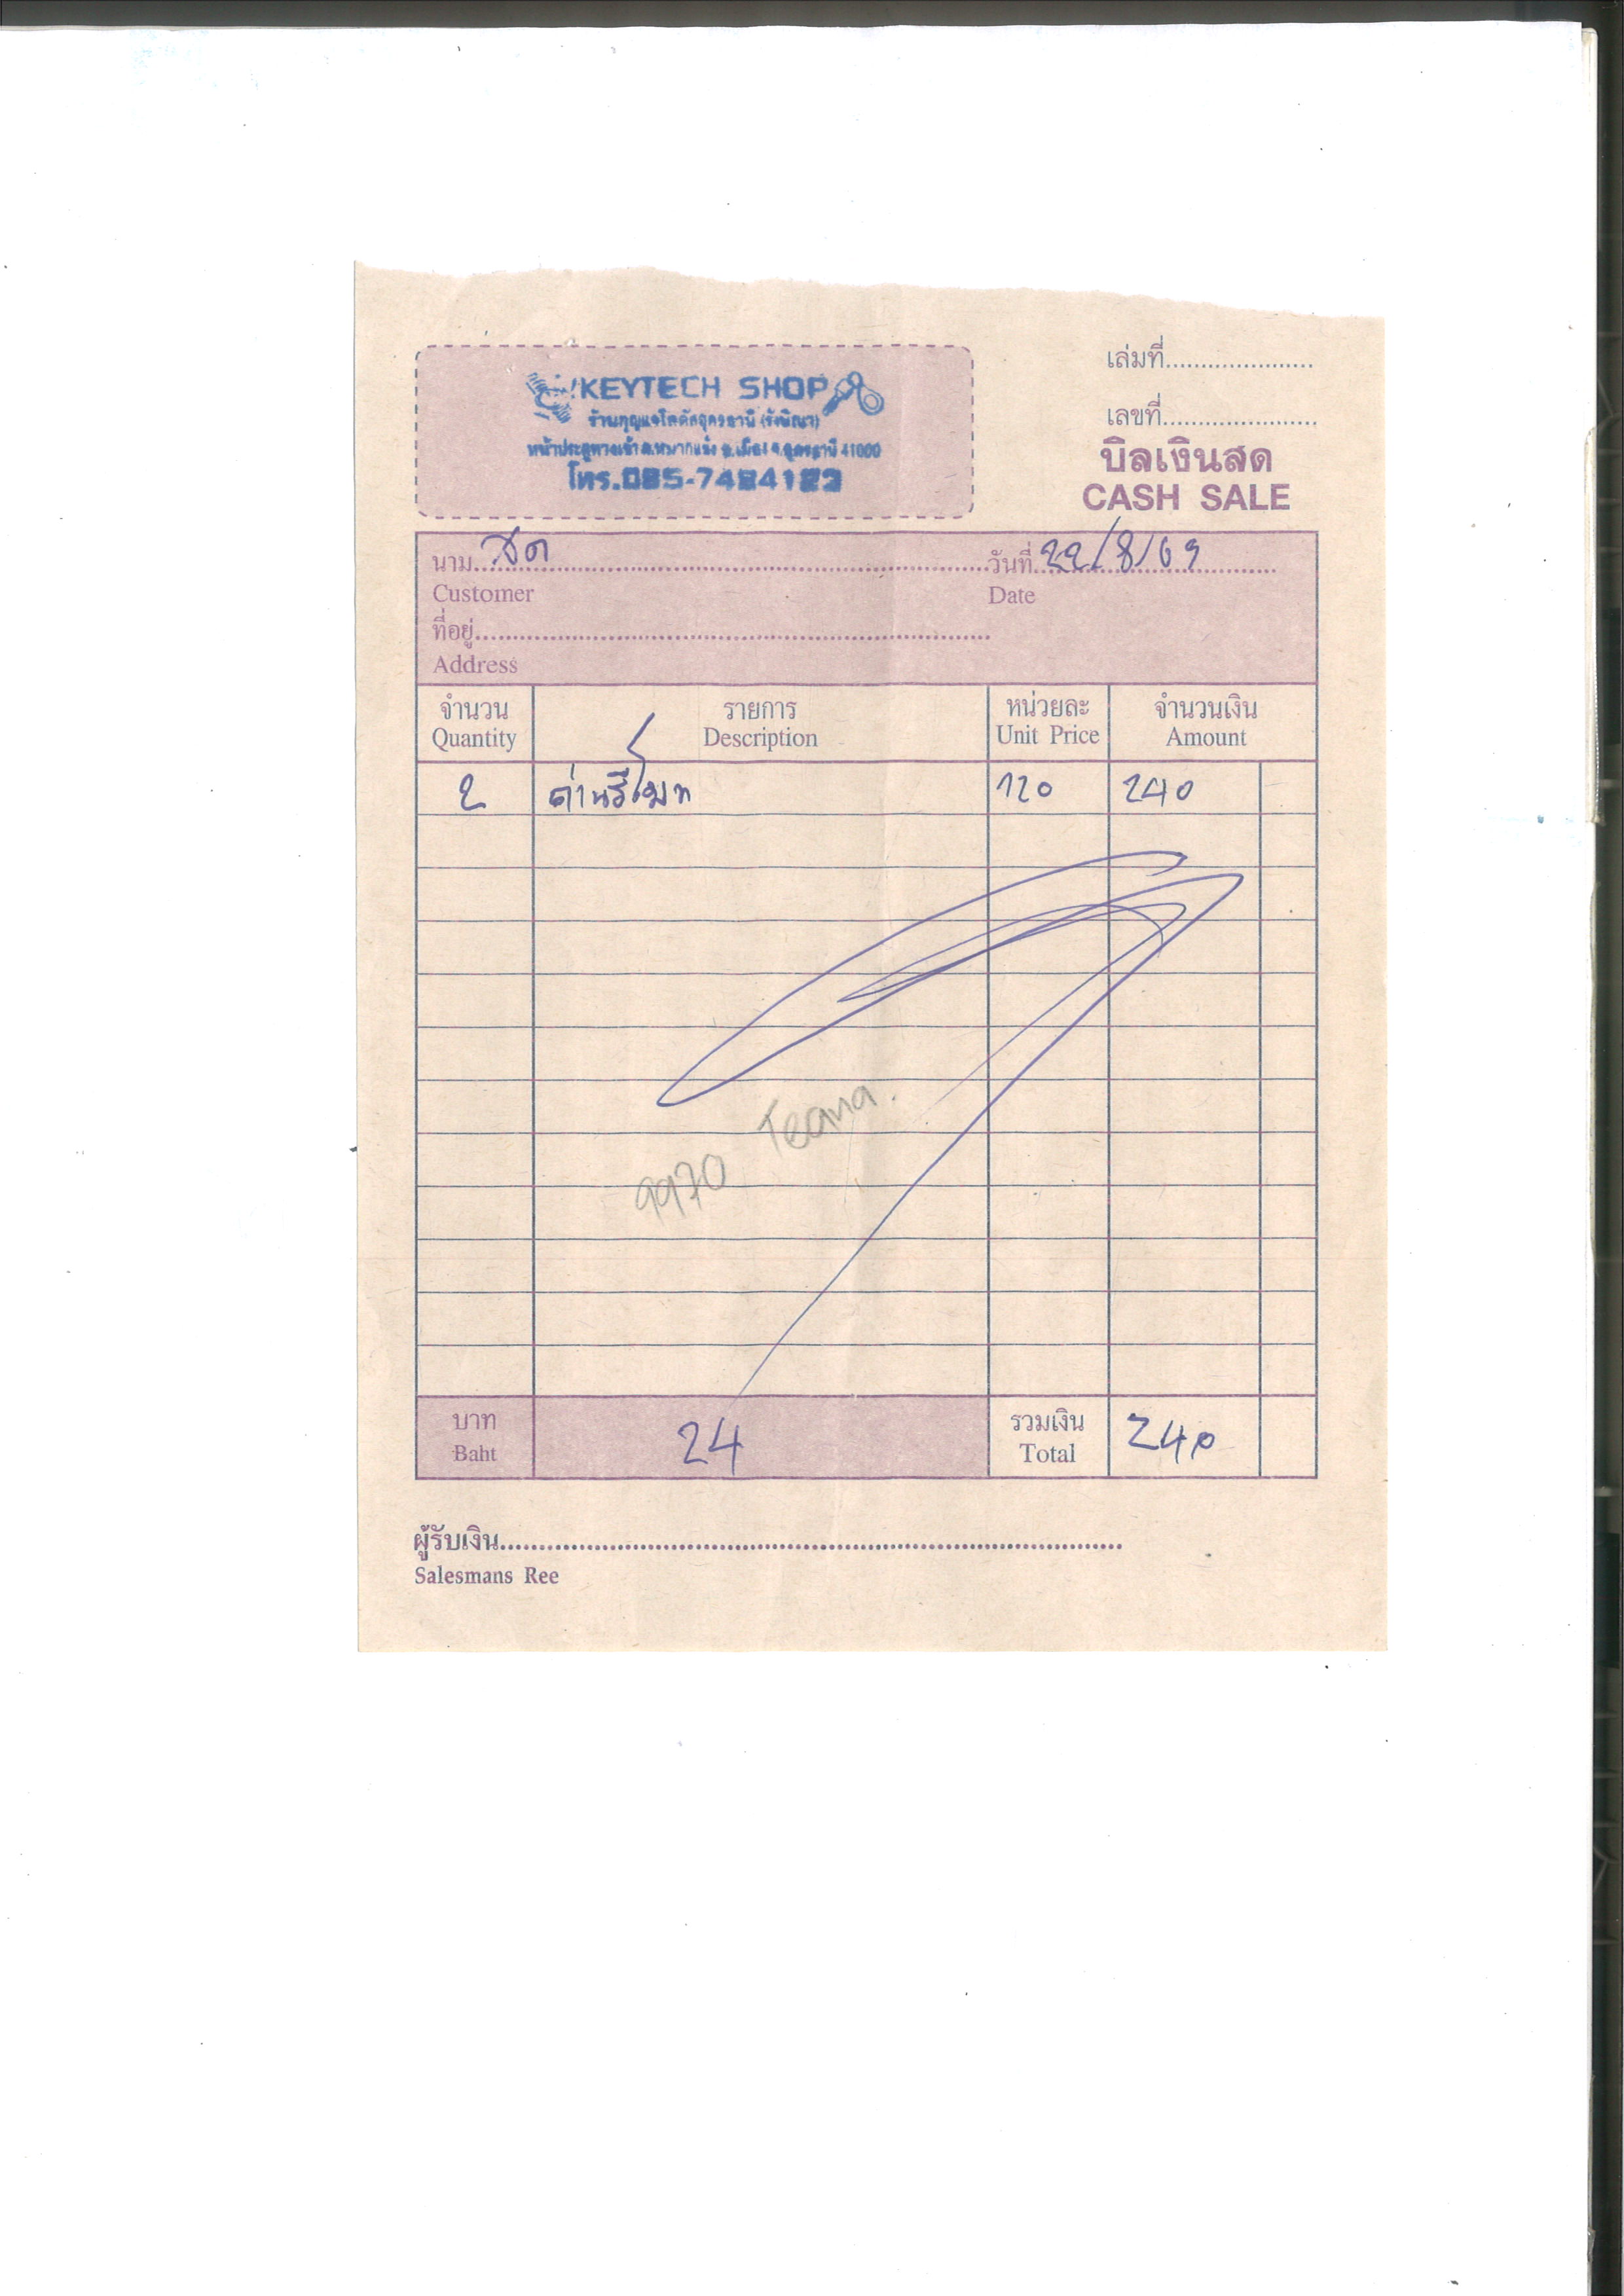 KEYTECH SHOP
ร้านกุญแจโลตัสอุดรธานี (รังษิณา)
หน้าประตูทางเข้า ต.หมากแข้ง อ.เมือง จ.อุดรธานี 41000
โทร.085-7424123
เล่มที่
เลขที่
บิลเงินสด
CASH SALE
นาม สด วันที่ 22/8/69
Customer Date
ที่อยู่
Address
จำนวน รายการ หน่วยละ จำนวนเงิน
Quantity Description Unit Price Amount
2 ถ่านรีโมท 120 240
Teana.
9970
บาท 24 รวมเงิน 240
Baht Total
ผู้รับเงิน
Salesmans Ree